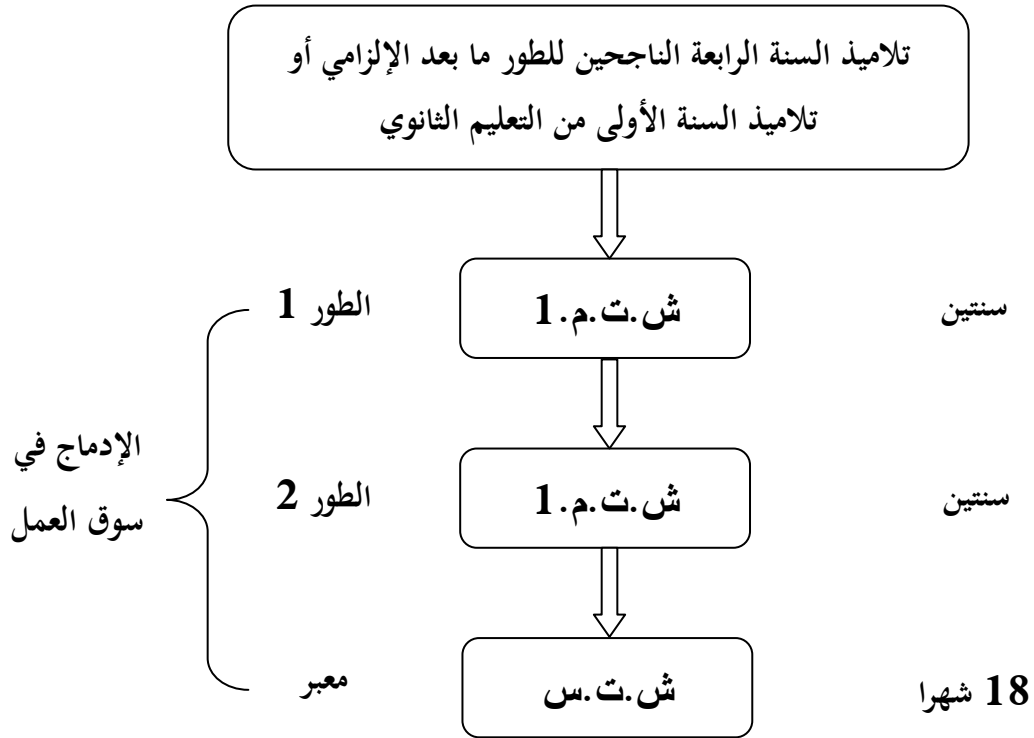 تلاميذ السنة الرابعة الناجحين للطور ما بعد الإلزامي أو
تلاميذ السنة الأولى من التعليم الثانوي
سنتين
ش.ت.م.1
الطور 1
سنتين
ش.ت.م.1
الطور 2
الإدماج في
سوق العمل
18 شهرا
ش.ت.س
معبر